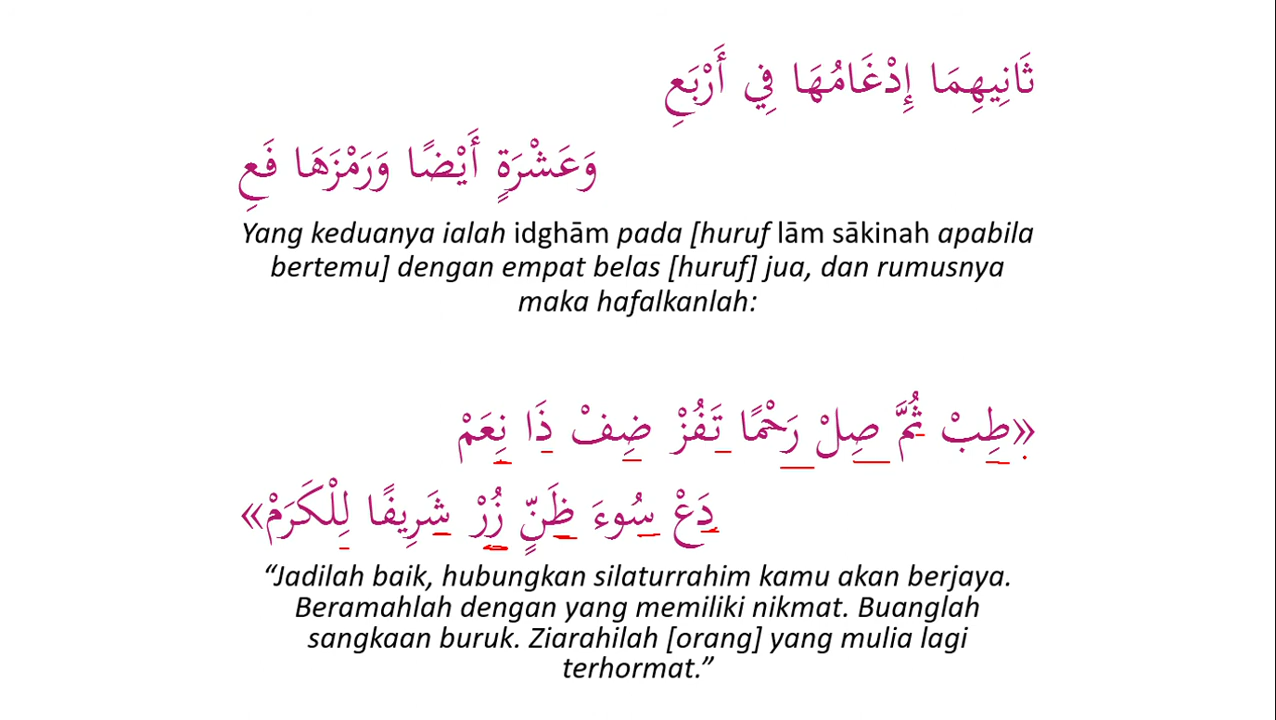 ثَانِيهِمَا إِدْغَامُهَا فِي أَرْبَعِ
وَعَشْرَةٍ أَيْضًا وَرَمْزَهَا فَعِ
Yang keduanya ialah idghām pada [huruf lām sākinah apabila
bertemu] dengan empat belas [huruf] jua, dan rumusnya
maka hafalkanlah:
«طِبْ ثُمَّ صِلْ رَحْمًا تَفُزْ ضِفْ ذَا نِعَمْ
دَعْ سُوءَ ظَنٍّ زُرْ شَرِيفًا لِلْكَرَمْ»
“Jadilah baik, hubungkan silaturrahim kamu akan berjaya.
Beramahlah dengan yang memiliki nikmat. Buanglah
sangkaan buruk. Ziarahilah [orang] yang mulia lagi
terhormat.”